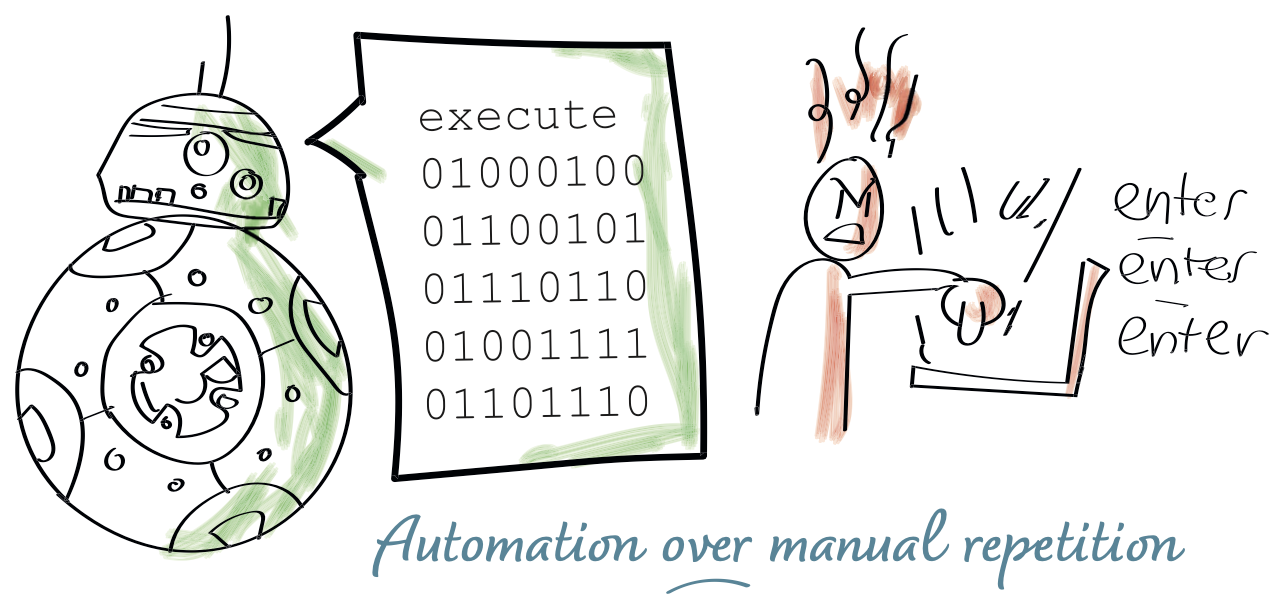 execute
01000100
01100101
01110110
01001111
01101110
enter
enter
enter
Automation over manual repetition